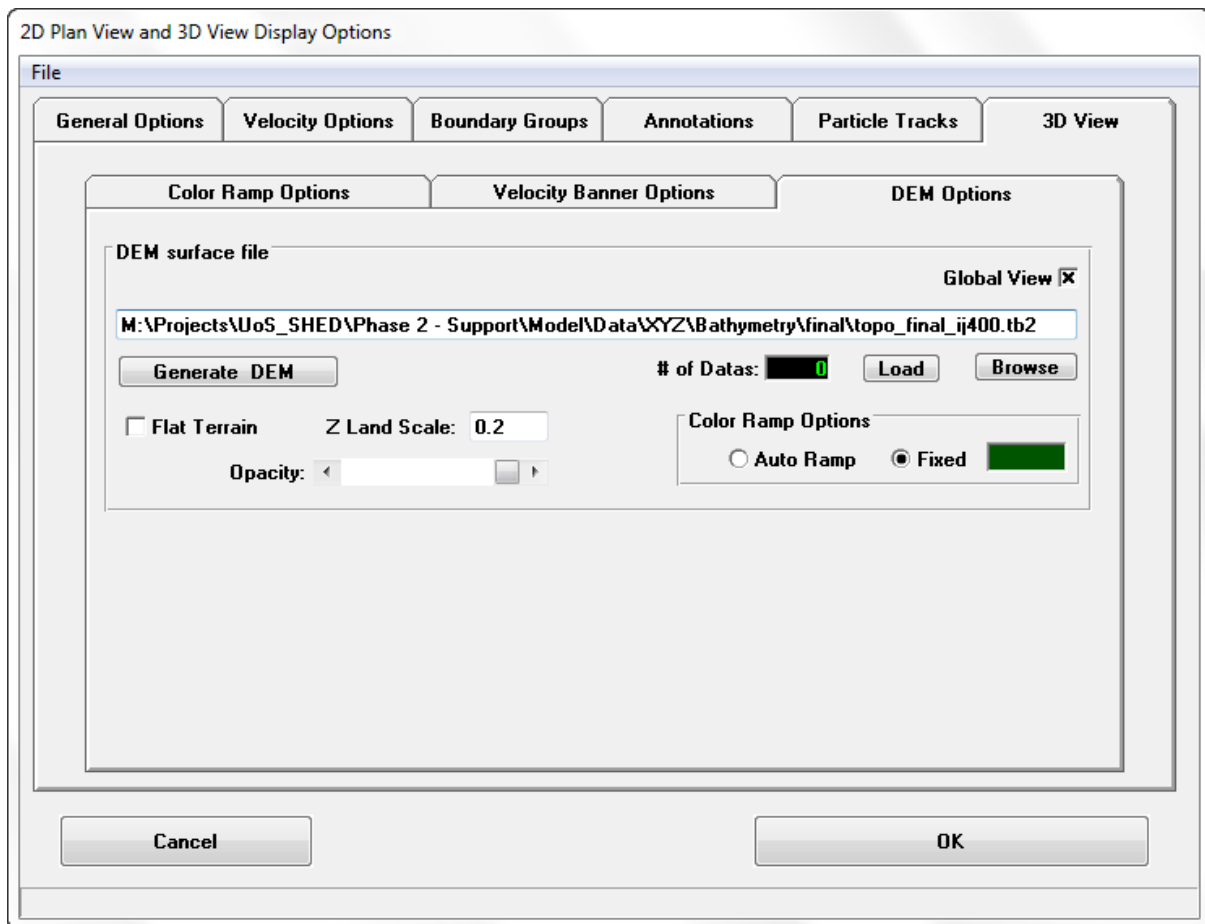 2D Plan View and 3D View Display Options
File
General Options Velocity Options Boundary Groups Annotations Particle Tracks 3D View
Color Ramp Options Velocity Banner Options DEM Options
DEM surface file
Global View
M:\Projects\UoS_SHED\Phase 2 - Support\Model\Data\XYZ\Bathymetry\final\topo_final_ij400.tb2
Generate DEM # of Datas: 0 Load Browse
Flat Terrain Z Land Scale: 0.2 Color Ramp Options
Auto Ramp Fixed
Opacity:
Cancel OK